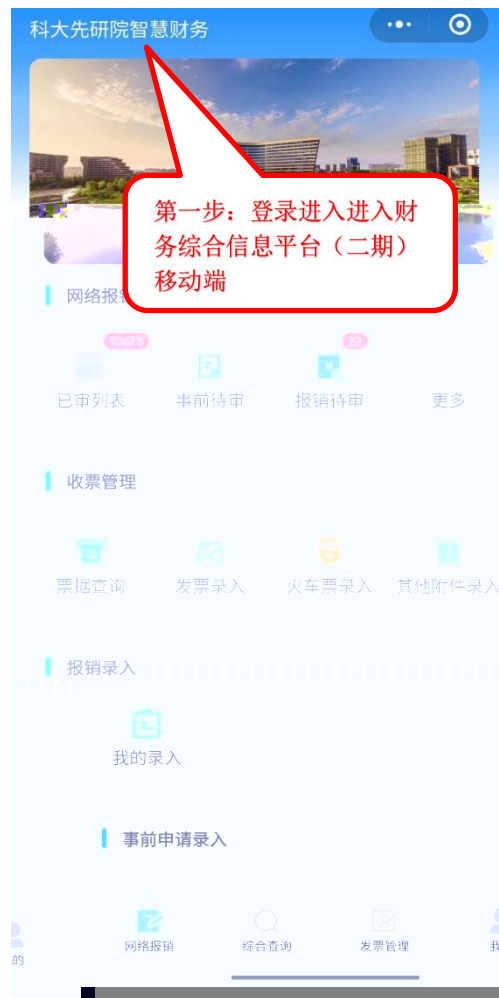 科大先研院智慧财务
第一步：登录进入进入财
务综合信息平台（二期）
移动端
网络报
10675
22
已审列表 事前待审 报销待审 更多
收票管理
票据查询 发票录入 火车票录入 其他附件录入
报销录入
我的录入
事前申请录入
的 网络报销 综合查询 发票管理 我